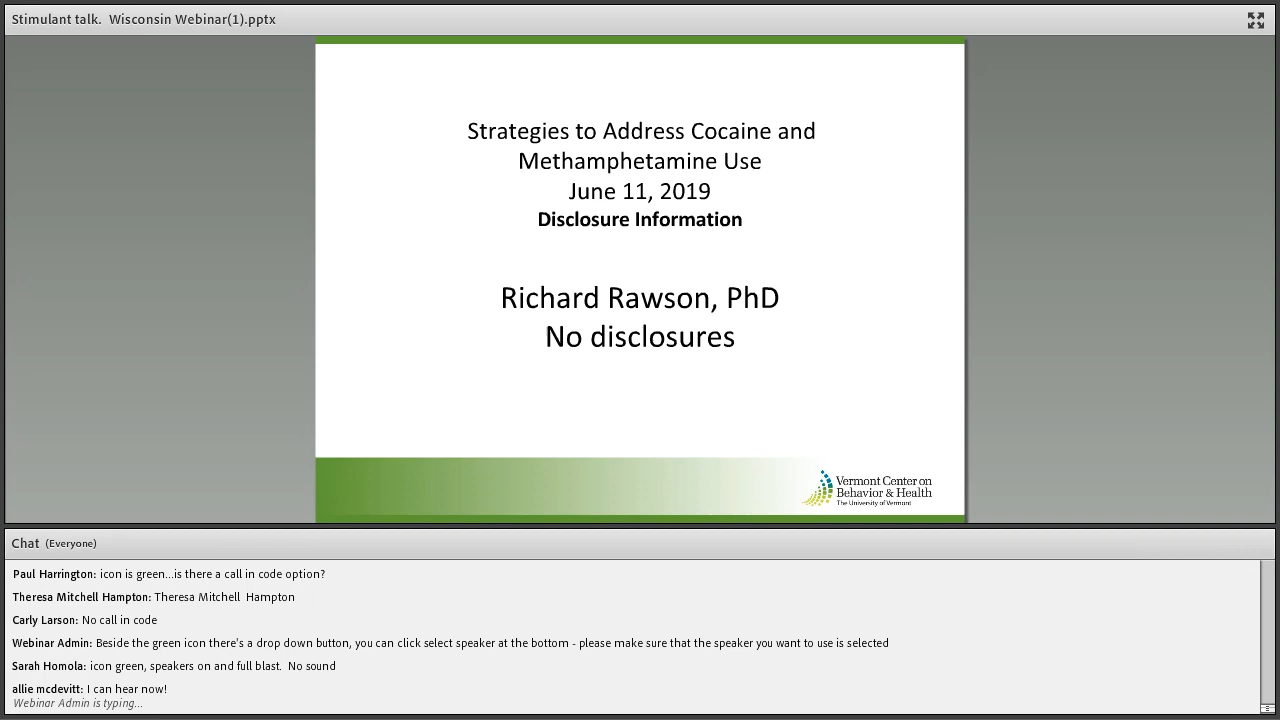 Stimulant talk.  Wisconsin Webinar(1).pptx
Strategies to Address Cocaine and
Methamphetamine Use
June 11, 2019
Disclosure Information
Richard Rawson, PhD
No disclosures
Vermont Center on
Behavior & Health
The University of Vermont
Chat (Everyone)
Paul Harrington: icon is green...is there a call in code option?
Theresa Mitchell Hampton: Theresa Mitchell  Hampton
Carly Larson: No call in code
Webinar Admin: Beside the green icon there's a drop down button, you can click select speaker at the bottom - please make sure that the speaker you want to use is selected
Sarah Homola: icon green, speakers on and full blast.  No sound
allie mcdevitt: I can hear now!
Webinar Admin is typing...